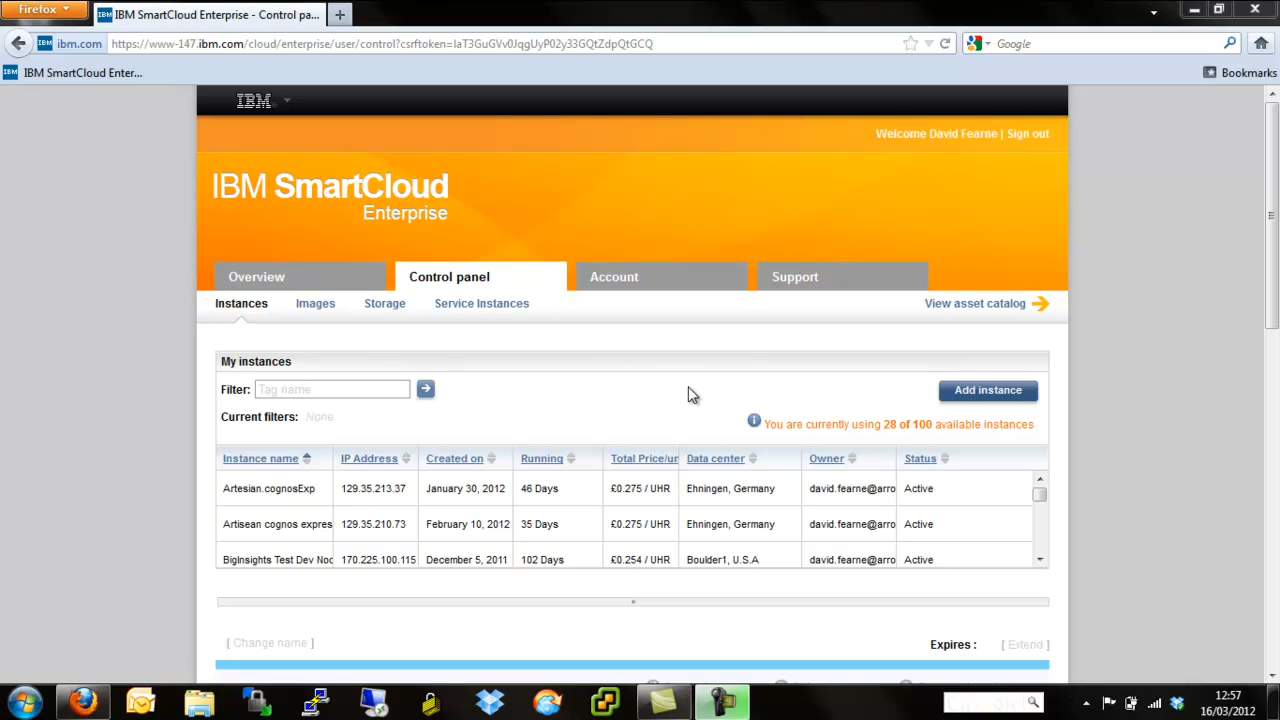 Firefox
IBM SmartCloud Enterprise - Control pa...
ibm.com
https://www-147.ibm.com/cloud/enterprise/user/control?csrftoken=IaT3GuGVv0JqgUyP02y33GQtZdpQtGCQ
Google
IBM SmartCloud Enter...
Bookmarks
IBM
Welcome David Fearne | Sign out
IBM SmartCloud
Enterprise
Overview
Control panel
Account
Support
Instances
Images
Storage
Service Instances
View asset catalog
My instances
Filter: Tag name
Add instance
Current filters: None
You are currently using 28 of 100 available instances
Instance name IP Address Created on Running Total Price/ur Data center Owner Status
Artesian.cognosExp 129.35.213.37 January 30, 2012 46 Days £0.275 / UHR Ehningen, Germany david.fearne@arro Active
Artisean cognos expres 129.35.210.73 February 10, 2012 35 Days £0.275 / UHR Ehningen, Germany david.fearne@arro Active
BigInsights Test Dev Noc 170.225.100.115 December 5, 2011 102 Days £0.254 / UHR Boulder1, U.S.A david.fearne@arro Active
[ Change name ]
Expires : [ Extend ]
12:57
16/03/2012